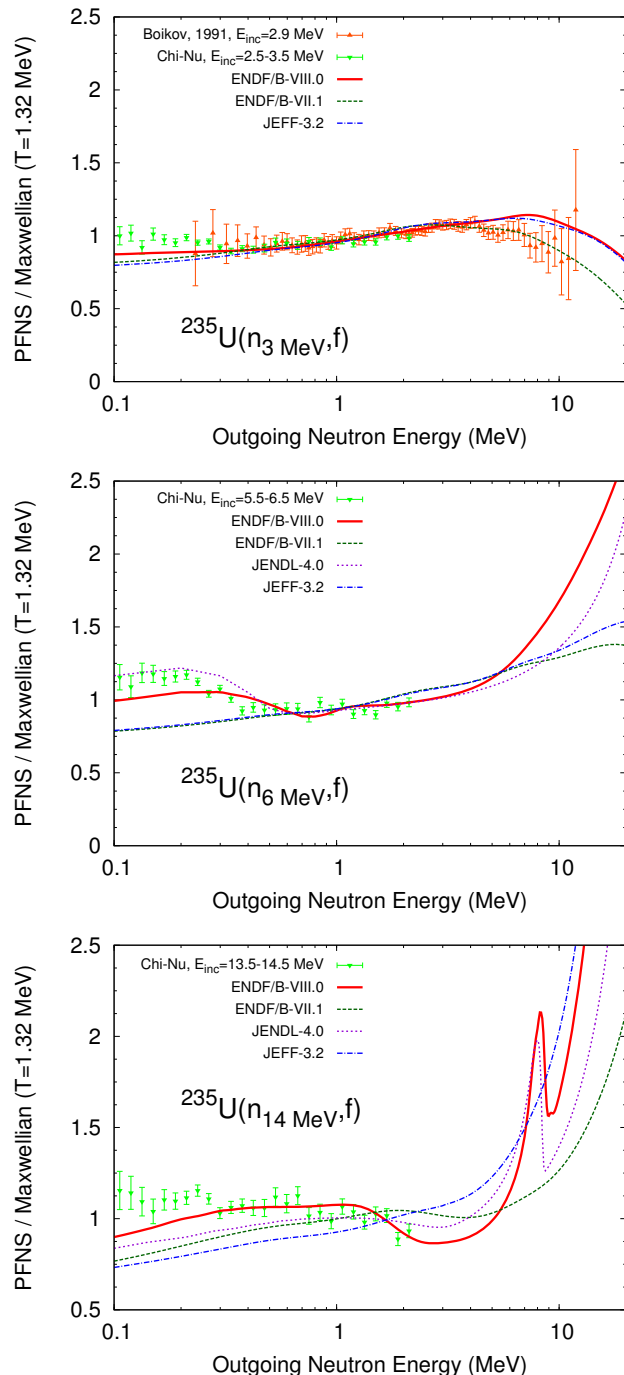 Boikov, 1991, E_inc=2.9 MeV
Chi-Nu, E_inc=2.5-3.5 MeV
ENDF/B-VIII.0
ENDF/B-VII.1
JEFF-3.2
PFNS / Maxwellian (T=1.32 MeV)
2.5
2
1.5
1
0.5
0
²³⁵U(n_3 MeV,f)
0.1 1 10
Outgoing Neutron Energy (MeV)
Chi-Nu, E_inc=5.5-6.5 MeV
ENDF/B-VIII.0
ENDF/B-VII.1
JENDL-4.0
JEFF-3.2
PFNS / Maxwellian (T=1.32 MeV)
2.5
2
1.5
1
0.5
0
²³⁵U(n_6 MeV,f)
0.1 1 10
Outgoing Neutron Energy (MeV)
Chi-Nu, E_inc=13.5-14.5 MeV
ENDF/B-VIII.0
ENDF/B-VII.1
JENDL-4.0
JEFF-3.2
PFNS / Maxwellian (T=1.32 MeV)
2.5
2
1.5
1
0.5
²³⁵U(n_14 MeV,f)
0.1 1 10
Outgoing Neutron Energy (MeV)